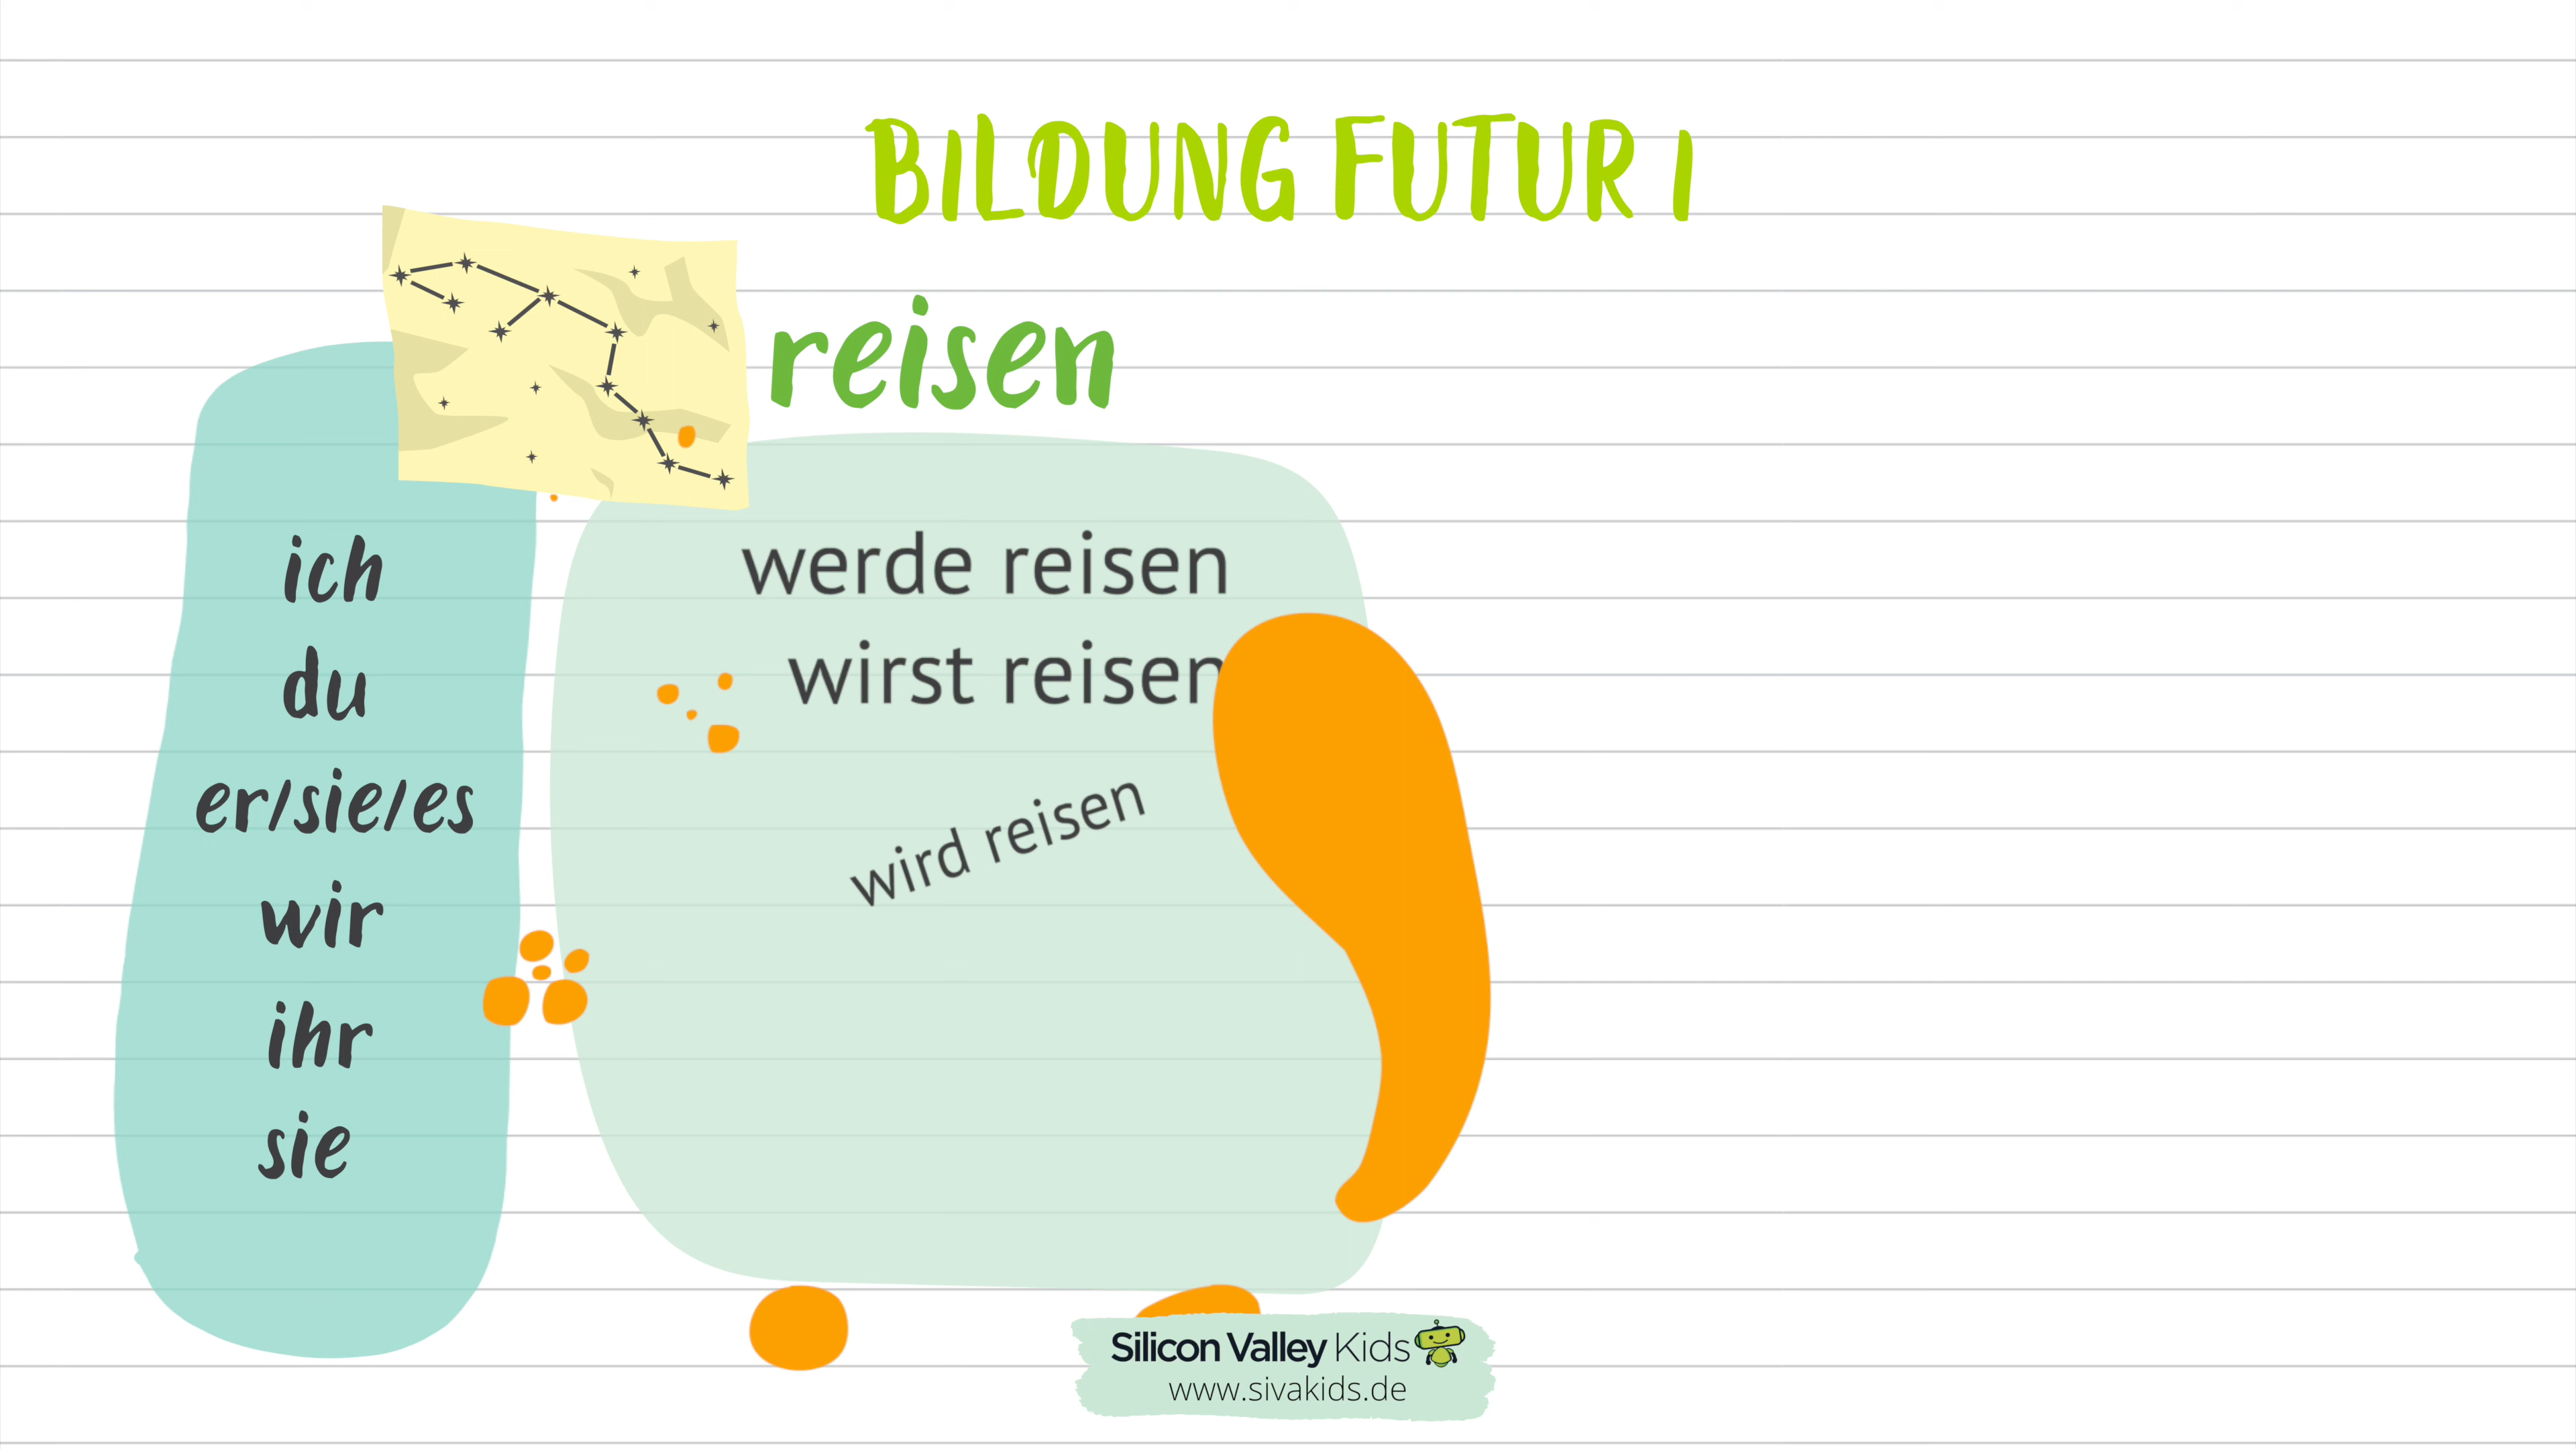 BILDUNG FUTUR I
reisen
ich
werde reisen
du
wirst reisen
er/sie/es
wird reisen
wir
ihr
sie
Silicon Valley Kids
www.sivakids.de